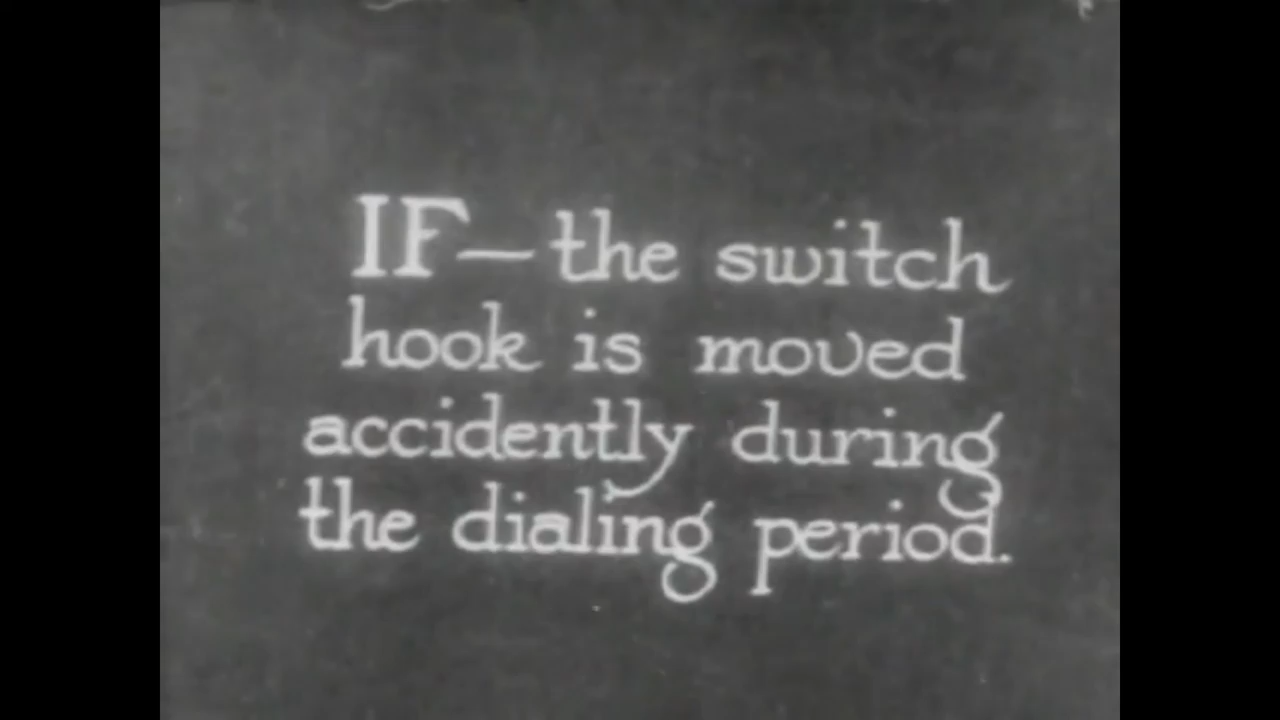 IF—the switch
hook is moved
accidently during
the dialing period.